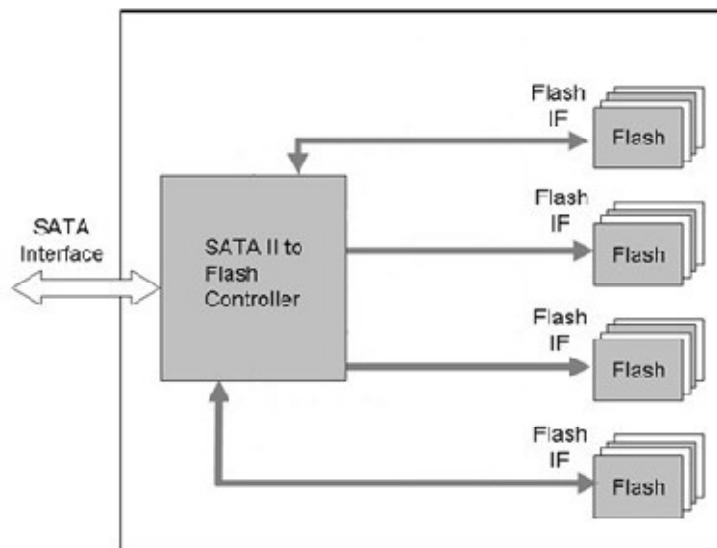 Flash
IF
Flash
Flash
IF
Flash
SATA
Interface
SATA II to
Flash
Controller
Flash
IF
Flash
Flash
IF
Flash